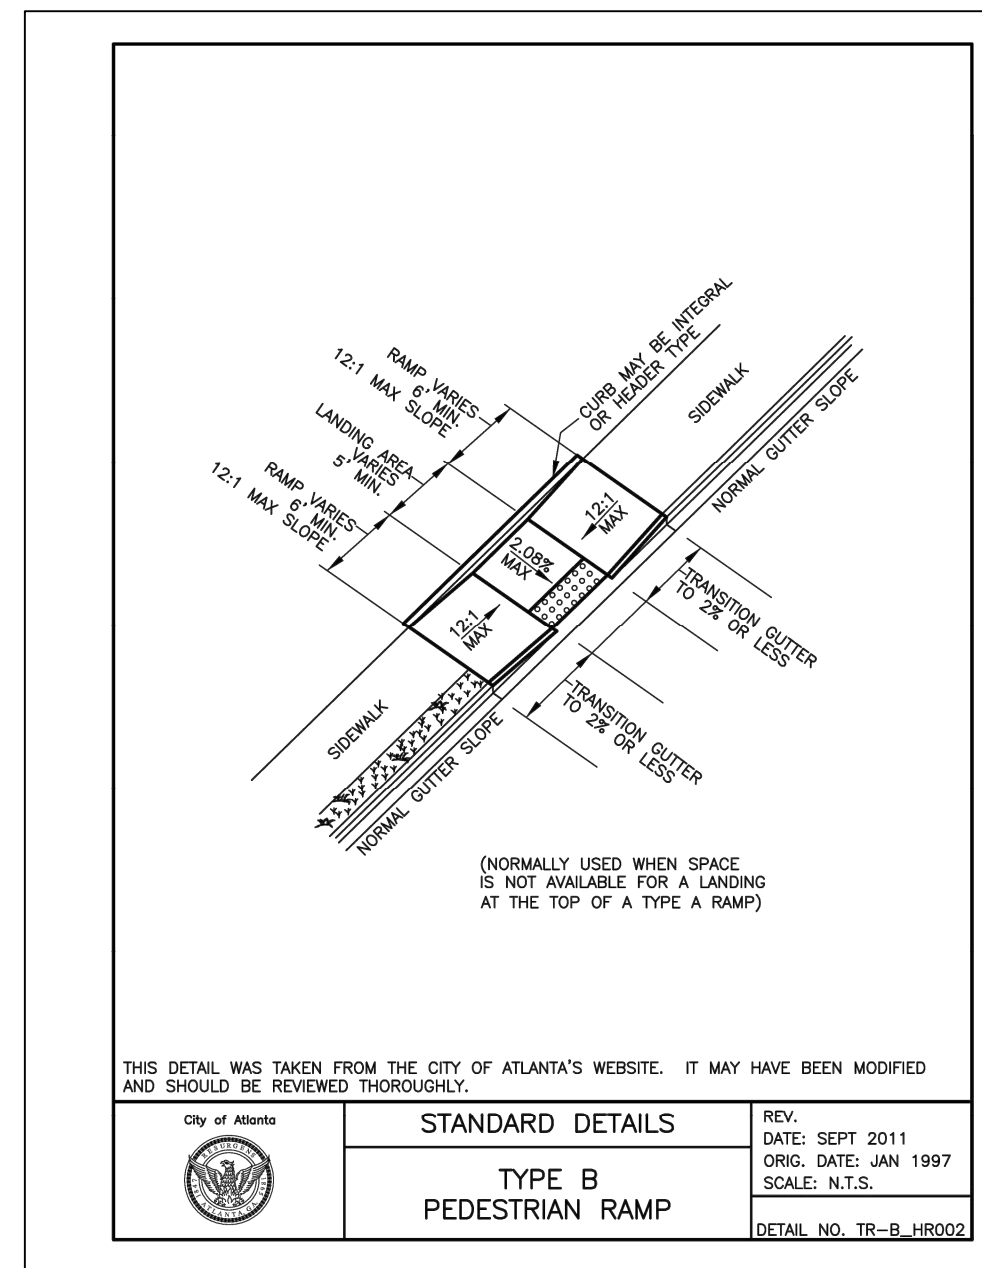 CURB MAY BE INTEGRAL
OR HEADER TYPE
RAMP VARIES
6' MIN.
12:1 MAX SLOPE
LANDING AREA
VARIES
5' MIN.
RAMP VARIES
6' MIN.
12:1 MAX SLOPE
SIDEWALK
NORMAL GUTTER SLOPE
12:1
MAX
2.08%
MAX
12:1
MAX
TRANSITION GUTTER
TO 2% OR LESS
TRANSITION GUTTER
TO 2% OR LESS
SIDEWALK
NORMAL GUTTER SLOPE
(NORMALLY USED WHEN SPACE
IS NOT AVAILABLE FOR A LANDING
AT THE TOP OF A TYPE A RAMP)
THIS DETAIL WAS TAKEN FROM THE CITY OF ATLANTA'S WEBSITE. IT MAY HAVE BEEN MODIFIED
AND SHOULD BE REVIEWED THOROUGHLY.
City of Atlanta
RESURGENS
1847
1865
ATLANTA, GA
STANDARD DETAILS
TYPE B
PEDESTRIAN RAMP
REV.
DATE: SEPT 2011
ORIG. DATE: JAN 1997
SCALE: N.T.S.
DETAIL NO. TR-B_HR002